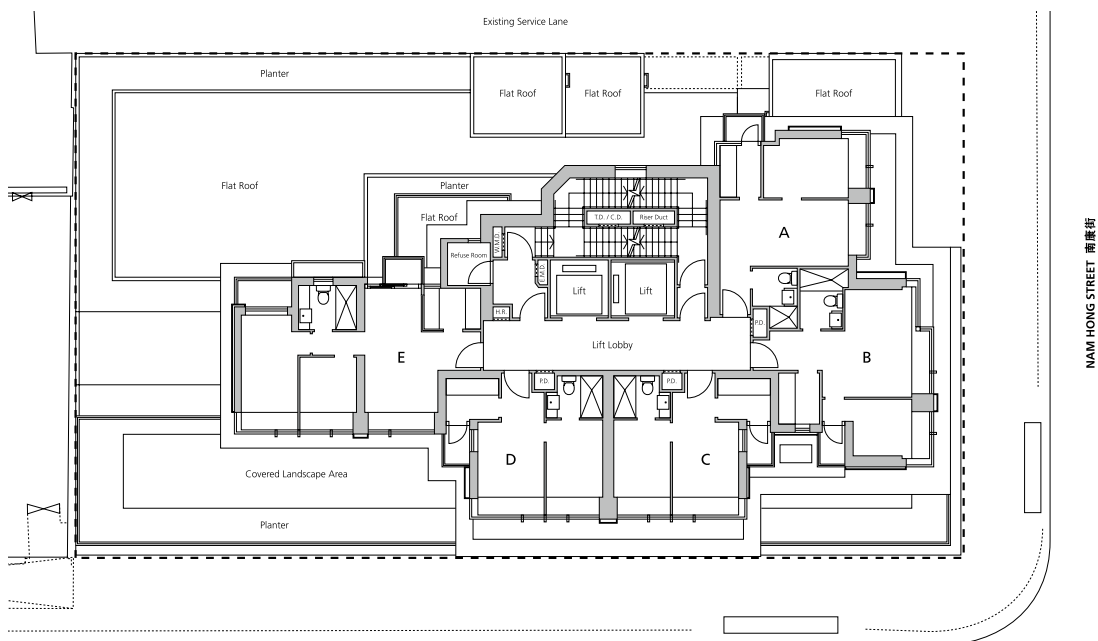 Existing Service Lane
Planter
Flat Roof
Flat Roof
Flat Roof
Flat Roof
Planter
Flat Roof
T.D. / C.D.
Riser Duct
W.M.D.
Refuse Room
E.M.D.
A
Lift
Lift
H.R.
P.D.
Lift Lobby
E
B
P.D.
P.D.
D
C
Covered Landscape Area
Planter
NAM HONG STREET 南康街